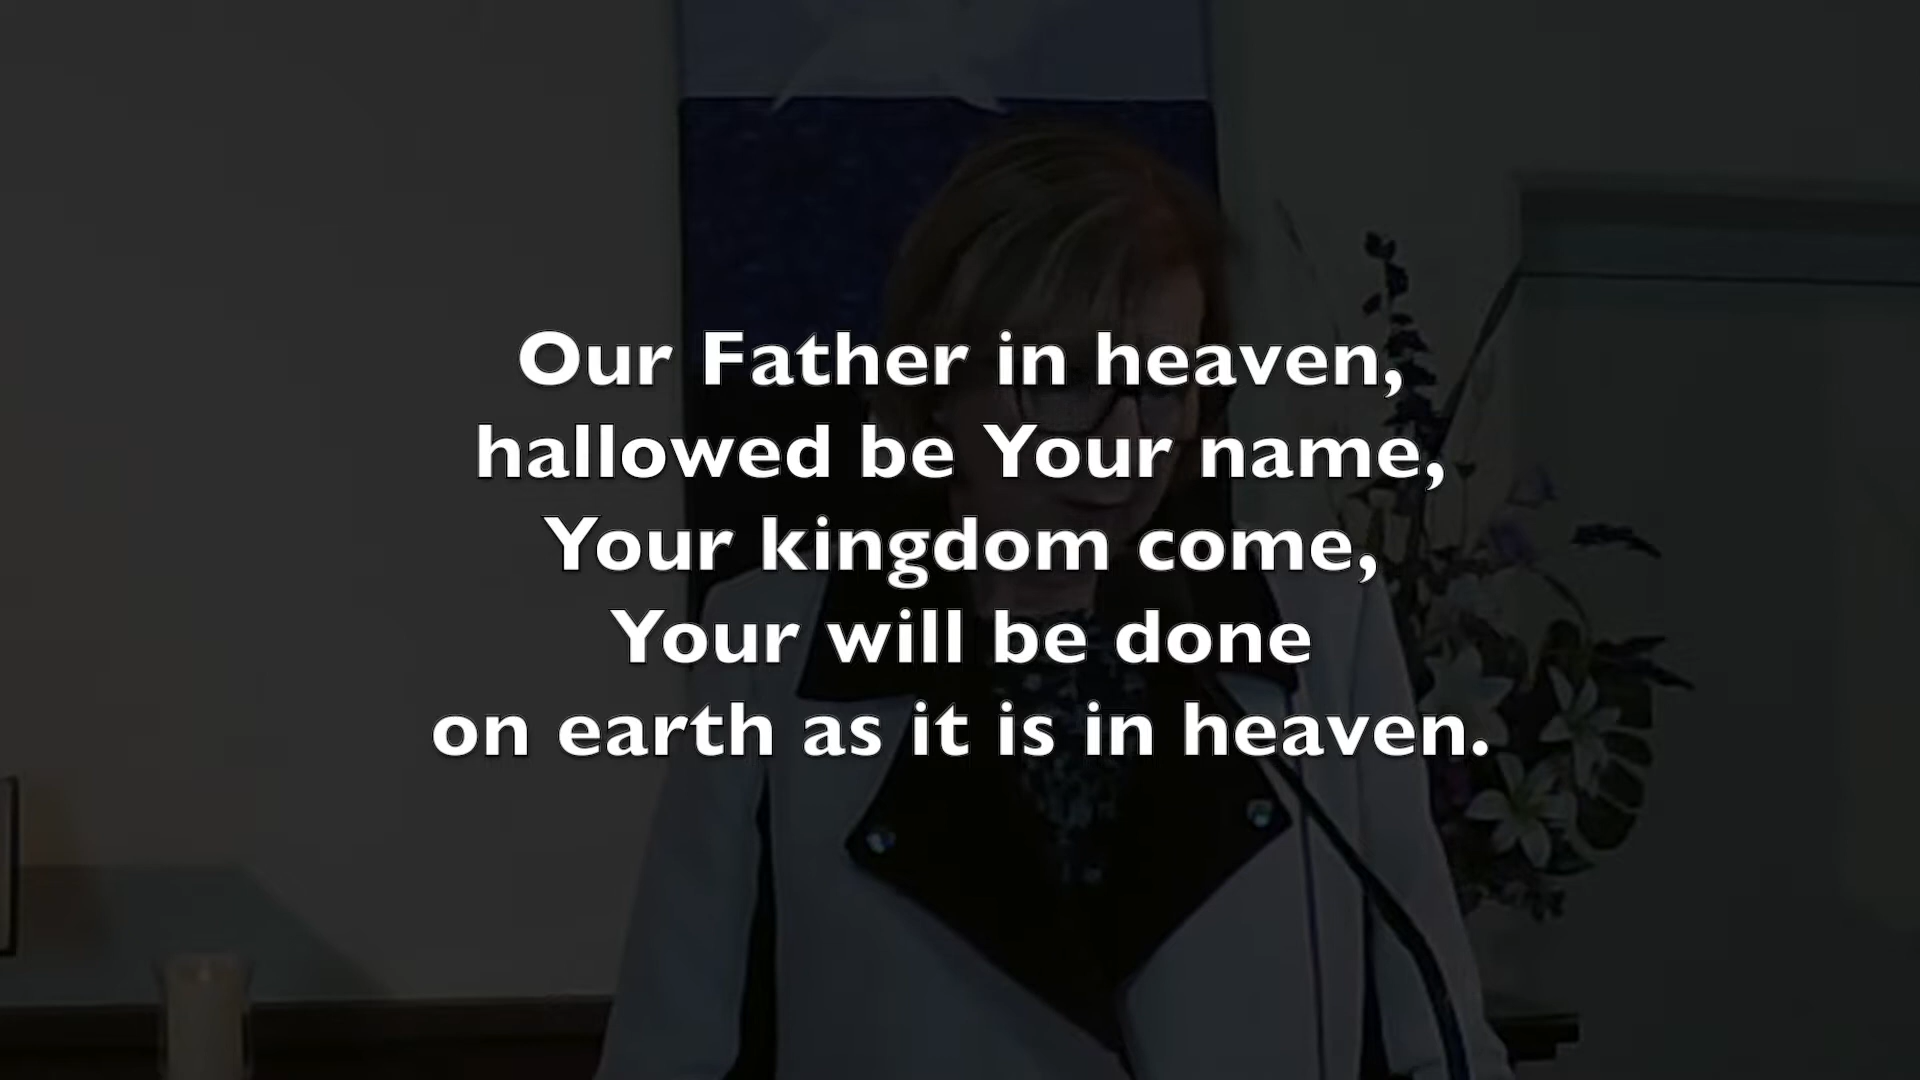 Our Father in heaven,
hallowed be Your name,
Your kingdom come,
Your will be done
on earth as it is in heaven.